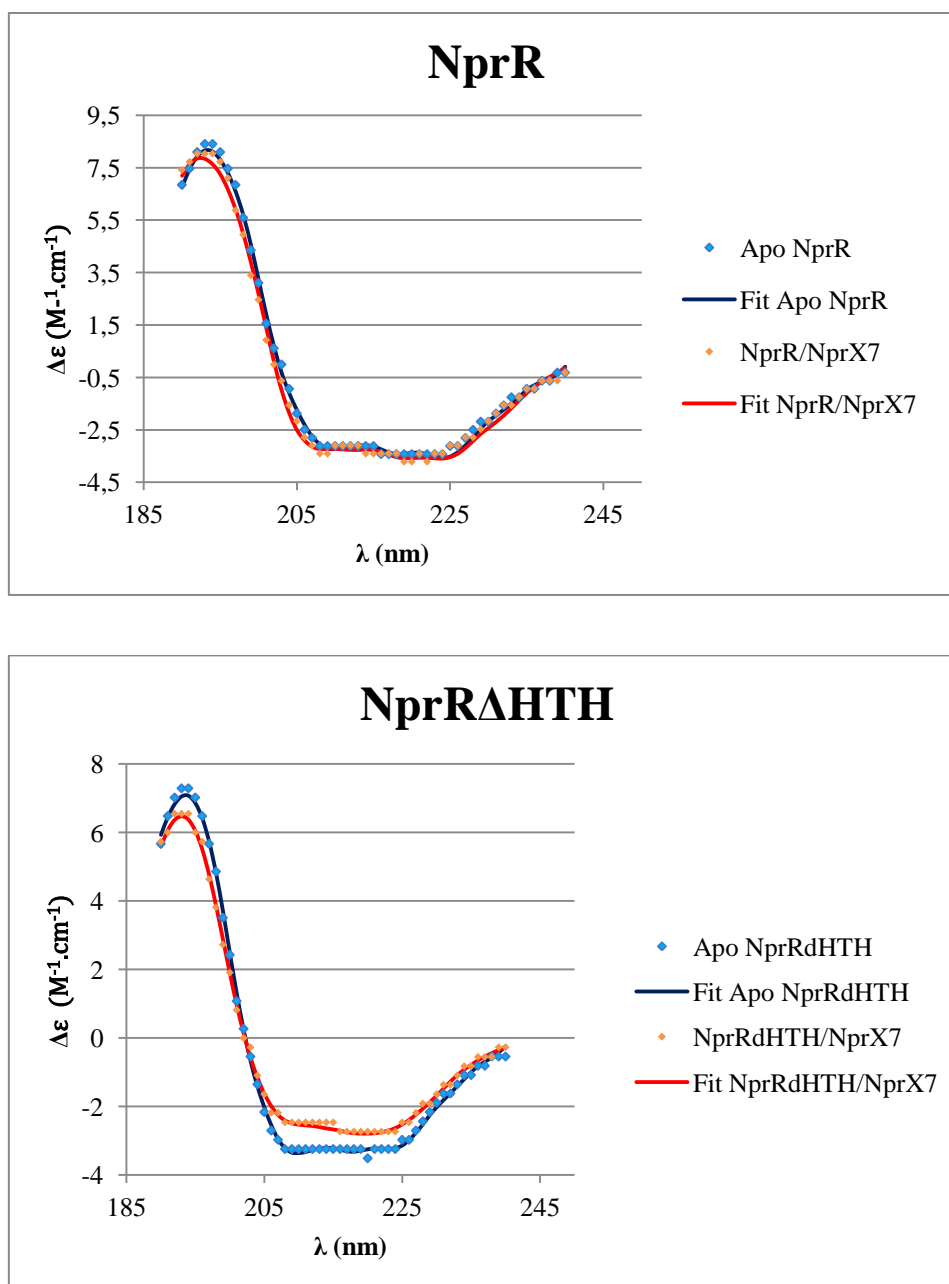 NprR
9,5
7,5
5,5
3,5
1,5
-0,5
-2,5
-4,5
185
205
225
245
Δε (M-¹.cm-¹)
λ (nm)
Apo NprR
Fit Apo NprR
NprR/NprX7
Fit NprR/NprX7
NprRΔHTH
8
6
4
2
0
-2
-4
185
205
225
245
Δε (M-¹.cm-¹)
λ (nm)
Apo NprRdHTH
Fit Apo NprRdHTH
NprRdHTH/NprX7
Fit NprRdHTH/NprX7